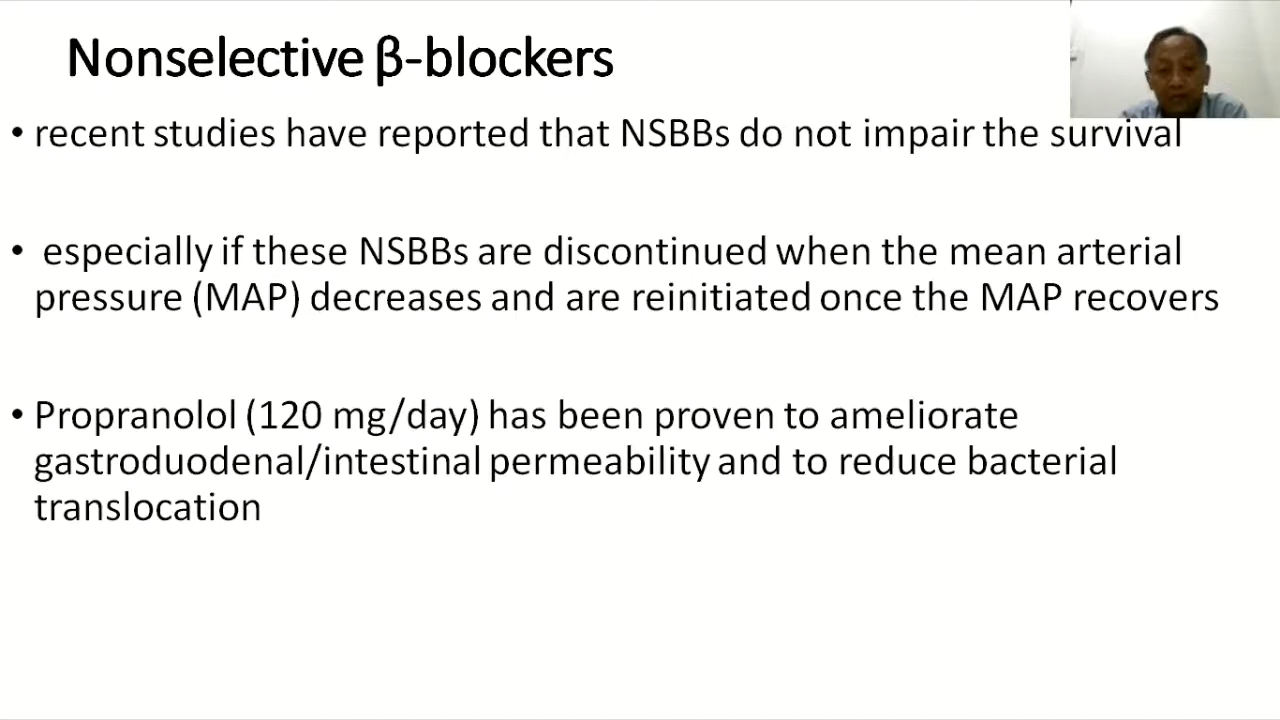 Nonselective β-blockers
• recent studies have reported that NSBBs do not impair the survival
• especially if these NSBBs are discontinued when the mean arterial
pressure (MAP) decreases and are reinitiated once the MAP recovers
• Propranolol (120 mg/day) has been proven to ameliorate
gastroduodenal/intestinal permeability and to reduce bacterial
translocation